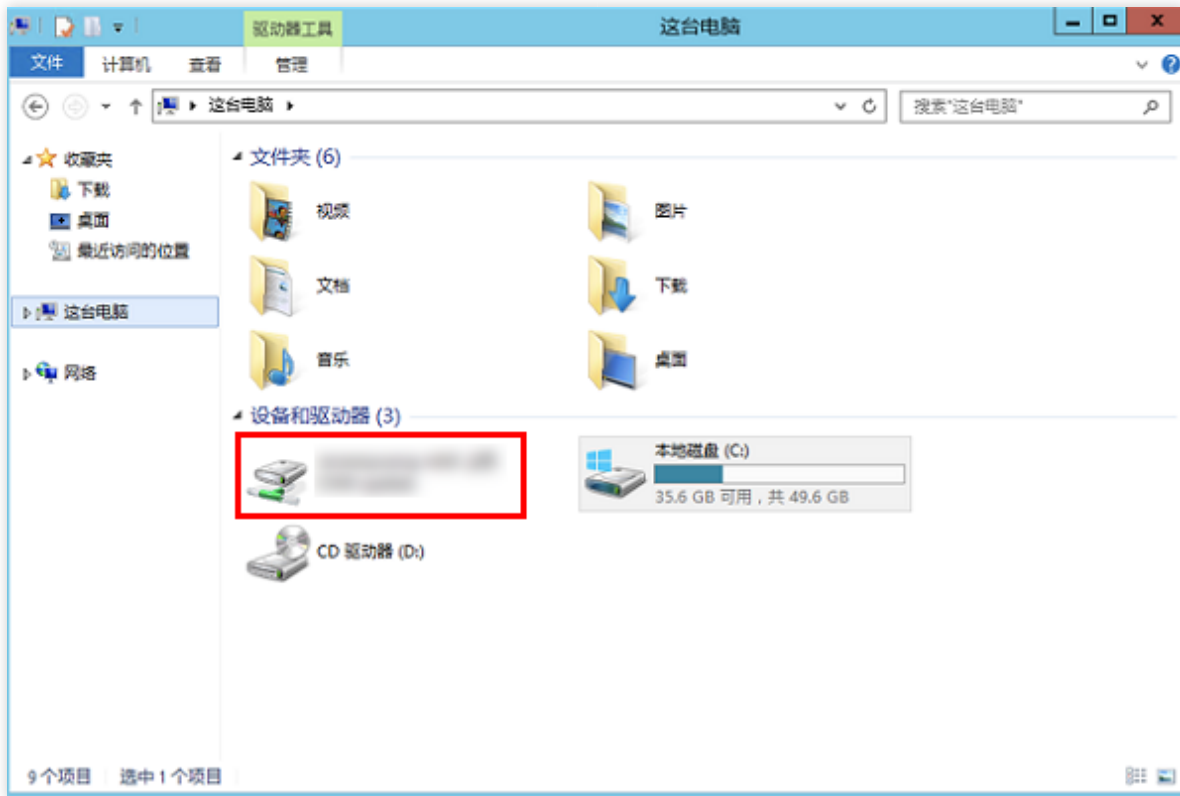 驱动器工具
这台电脑
文件
计算机
查看
管理
这台电脑
搜索"这台电脑"
收藏夹
下载
桌面
最近访问的位置
这台电脑
网络
文件夹 (6)
视频
图片
文档
下载
音乐
桌面
设备和驱动器 (3)
本地磁盘 (C:)
35.6 GB 可用，共 49.6 GB
CD 驱动器 (D:)
9 个项目
选中 1 个项目